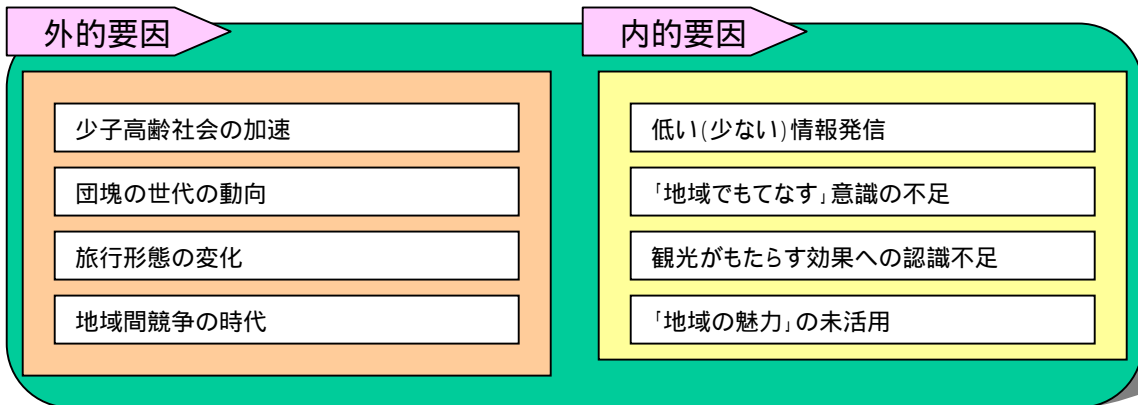 外的要因
少子高齢社会の加速
団塊の世代の動向
旅行形態の変化
地域間競争の時代
内的要因
低い(少ない)情報発信
「地域でもてなす」意識の不足
観光がもたらす効果への認識不足
「地域の魅力」の未活用